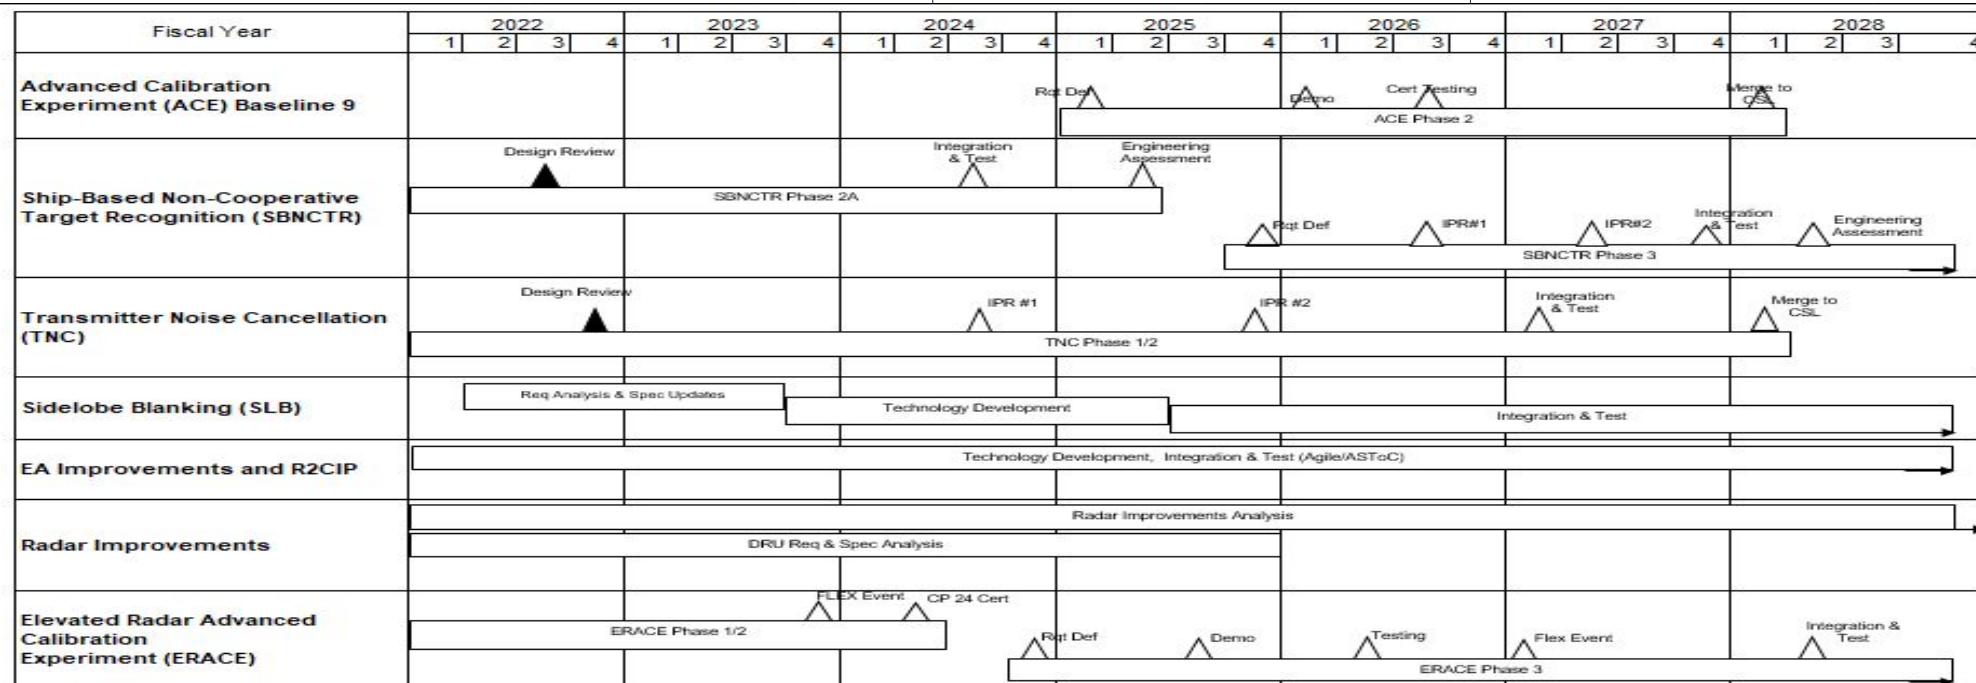 Fiscal Year
2022 2023 2024 2025 2026 2027 2028
1 2 3 4 1 2 3 4 1 2 3 4 1 2 3 4 1 2 3 4 1 2 3 4 1 2 3 4
Advanced Calibration
Experiment (ACE) Baseline 9
Rqt Def
Demo
Cert Testing
Merge to
CSL
ACE Phase 2
Ship-Based Non-Cooperative
Target Recognition (SBNCTR)
Design Review
Integration
& Test
Engineering
Assessment
SBNCTR Phase 2A
Rqt Def
IPR#1
IPR#2
Integration
& Test
Engineering
Assessment
SBNCTR Phase 3
Transmitter Noise Cancellation
(TNC)
Design Review
IPR #1
IPR #2
Integration
& Test
Merge to
CSL
TNC Phase 1/2
Sidelobe Blanking (SLB)
Req Analysis & Spec Updates
Technology Development
Integration & Test
EA Improvements and R2CIP
Technology Development, Integration & Test (Agile/ASToC)
Radar Improvements
Radar Improvements Analysis
DRU Req & Spec Analysis
Elevated Radar Advanced
Calibration
Experiment (ERACE)
FLEX Event
CP 24 Cert
ERACE Phase 1/2
Rqt Def
Demo
Testing
Flex Event
Integration &
Test
ERACE Phase 3